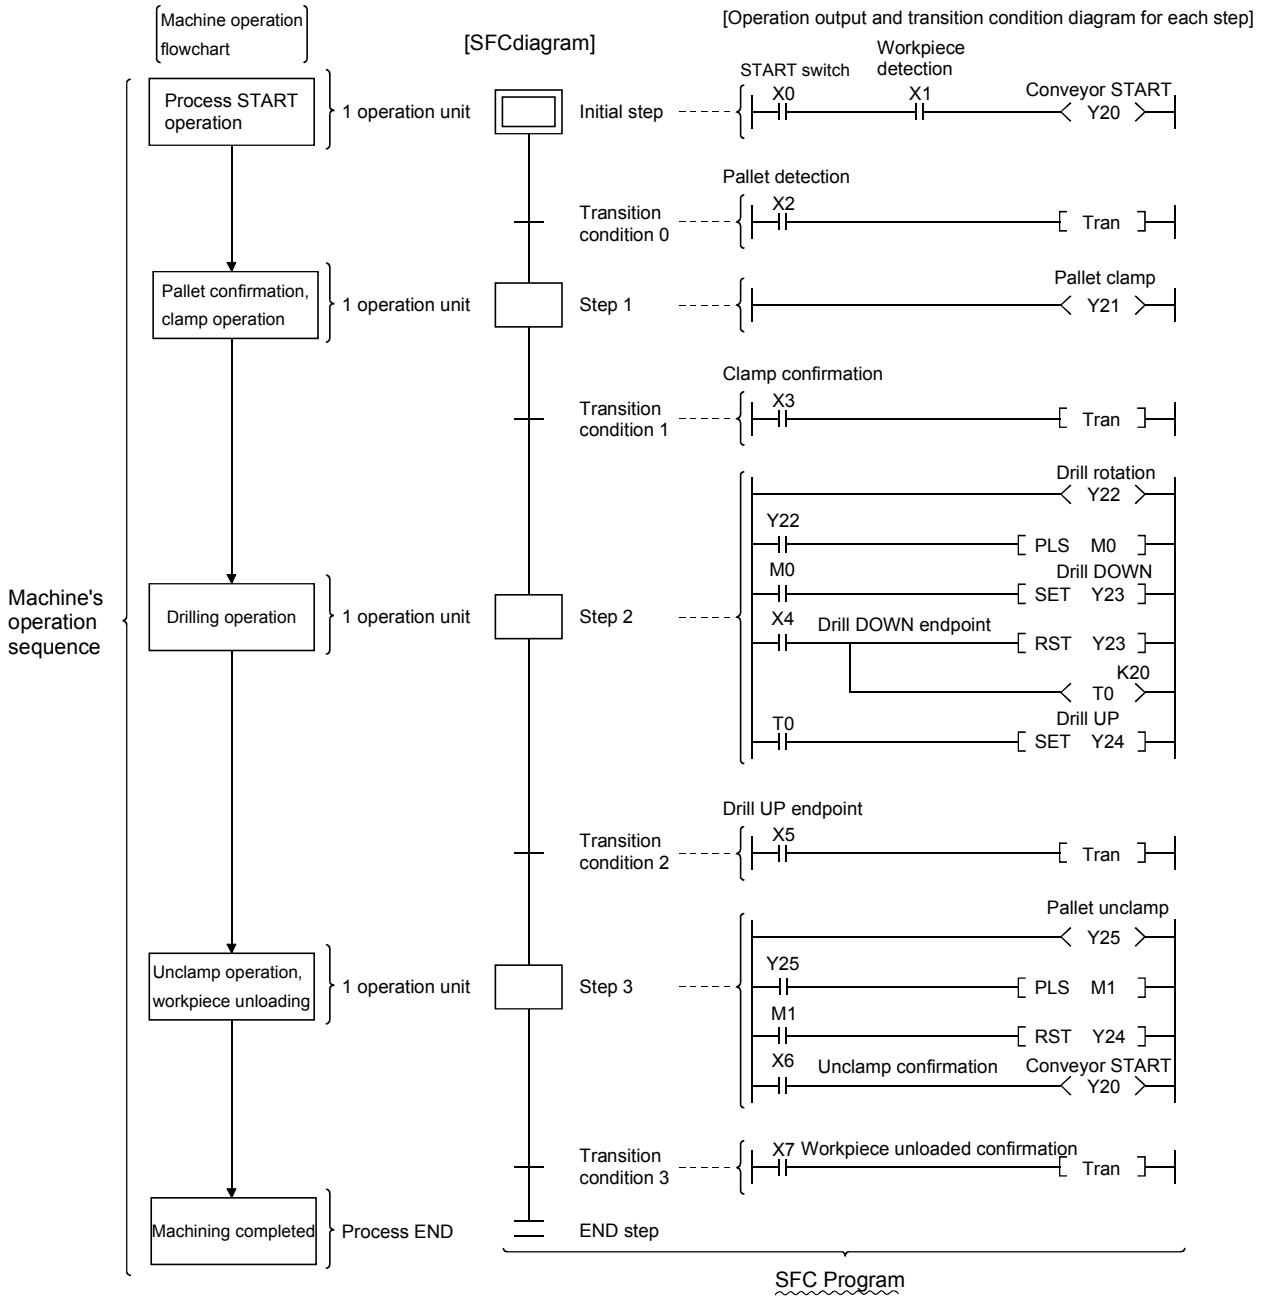 Machine operation
flowchart
[SFCdiagram]
[Operation output and transition condition diagram for each step]
Process START
operation
1 operation unit
Initial step
START switch
Workpiece
detection
X0
X1
Conveyor START
Y20
Transition
condition 0
Pallet detection
X2
Tran
Pallet confirmation,
clamp operation
1 operation unit
Step 1
Pallet clamp
Y21
Transition
condition 1
Clamp confirmation
X3
Tran
Machine's
operation
sequence
Drilling operation
1 operation unit
Step 2
Drill rotation
Y22
Y22
PLS M0
M0
Drill DOWN
SET Y23
X4
Drill DOWN endpoint
RST Y23
K20
T0
T0
Drill UP
SET Y24
Transition
condition 2
Drill UP endpoint
X5
Tran
Unclamp operation,
workpiece unloading
1 operation unit
Step 3
Pallet unclamp
Y25
Y25
PLS M1
M1
RST Y24
X6
Unclamp confirmation
Conveyor START
Y20
Transition
condition 3
X7 Workpiece unloaded confirmation
Tran
Machining completed
Process END
END step
SFC Program